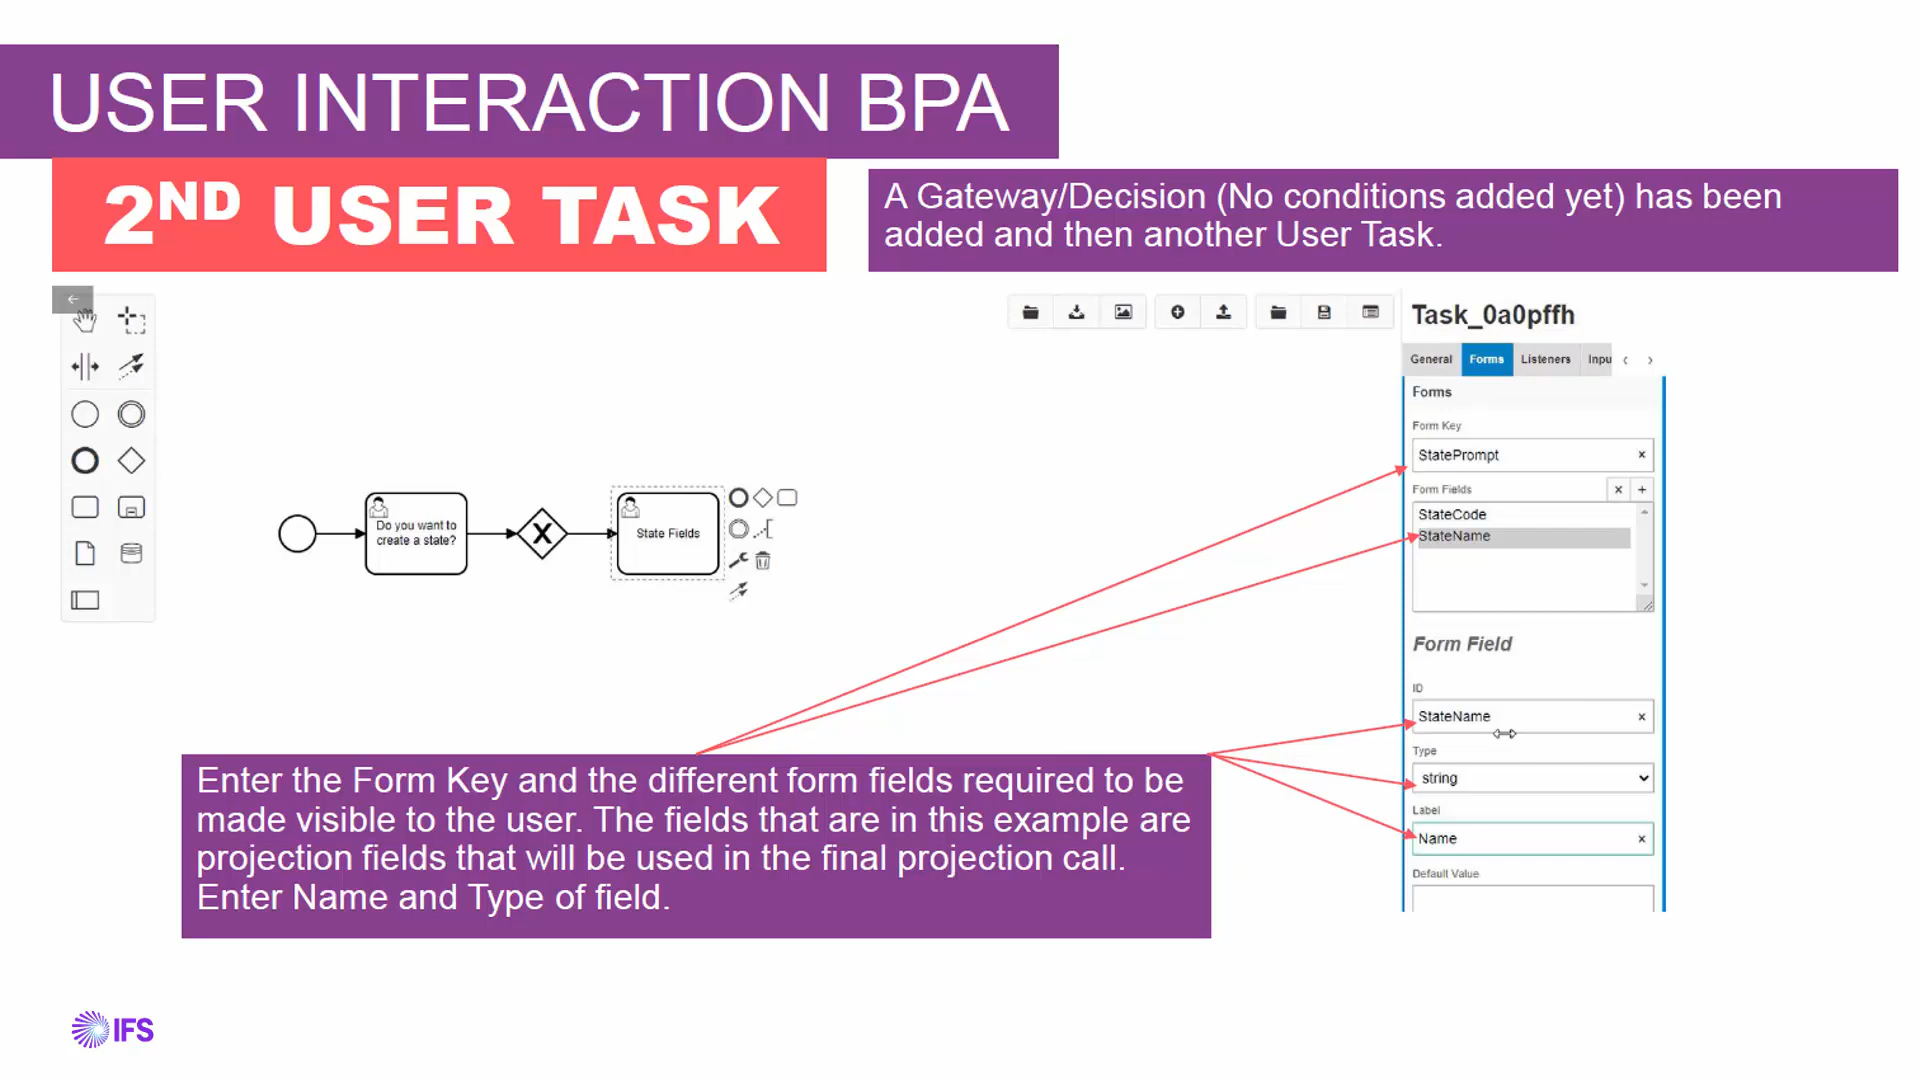 USER INTERACTION BPA
2ND USER TASK
A Gateway/Decision (No conditions added yet) has been
added and then another User Task.
Task_0a0pffh
General Forms Listeners Inpu
Forms
Form Key
StatePrompt
Form Fields
StateCode
StateName
Do you want to
create a state?
X
State Fields
Form Field
ID
StateName
Type
string
Label
Name
Default Value
Enter the Form Key and the different form fields required to be
made visible to the user. The fields that are in this example are
projection fields that will be used in the final projection call.
Enter Name and Type of field.
IFS